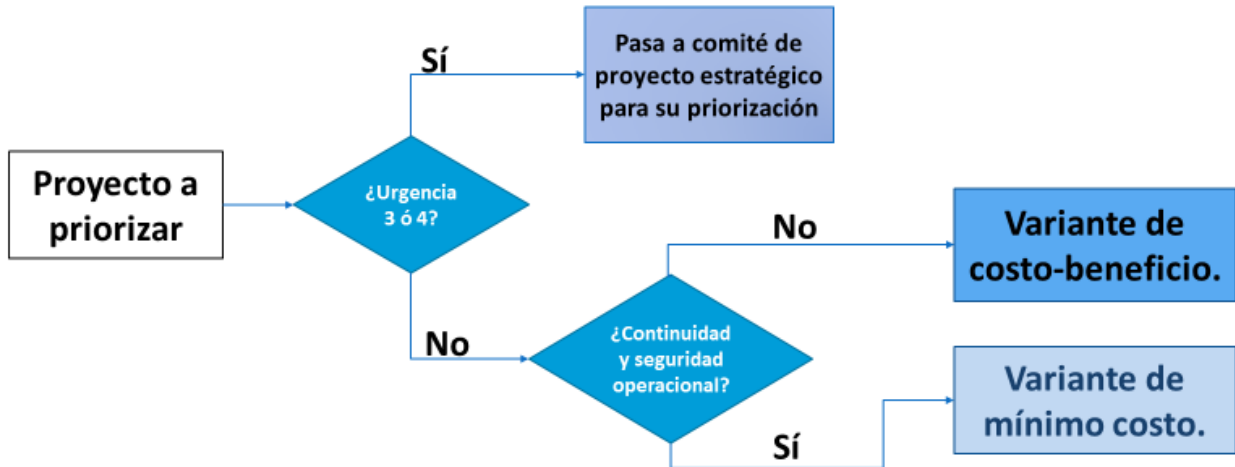 Sí
Pasa a comité de
proyecto estratégico
para su priorización
Proyecto a
priorizar
¿Urgencia
3 ó 4?
No
¿Continuidad
y seguridad
operacional?
No
Variante de
costo-beneficio.
Sí
Variante de
mínimo costo.